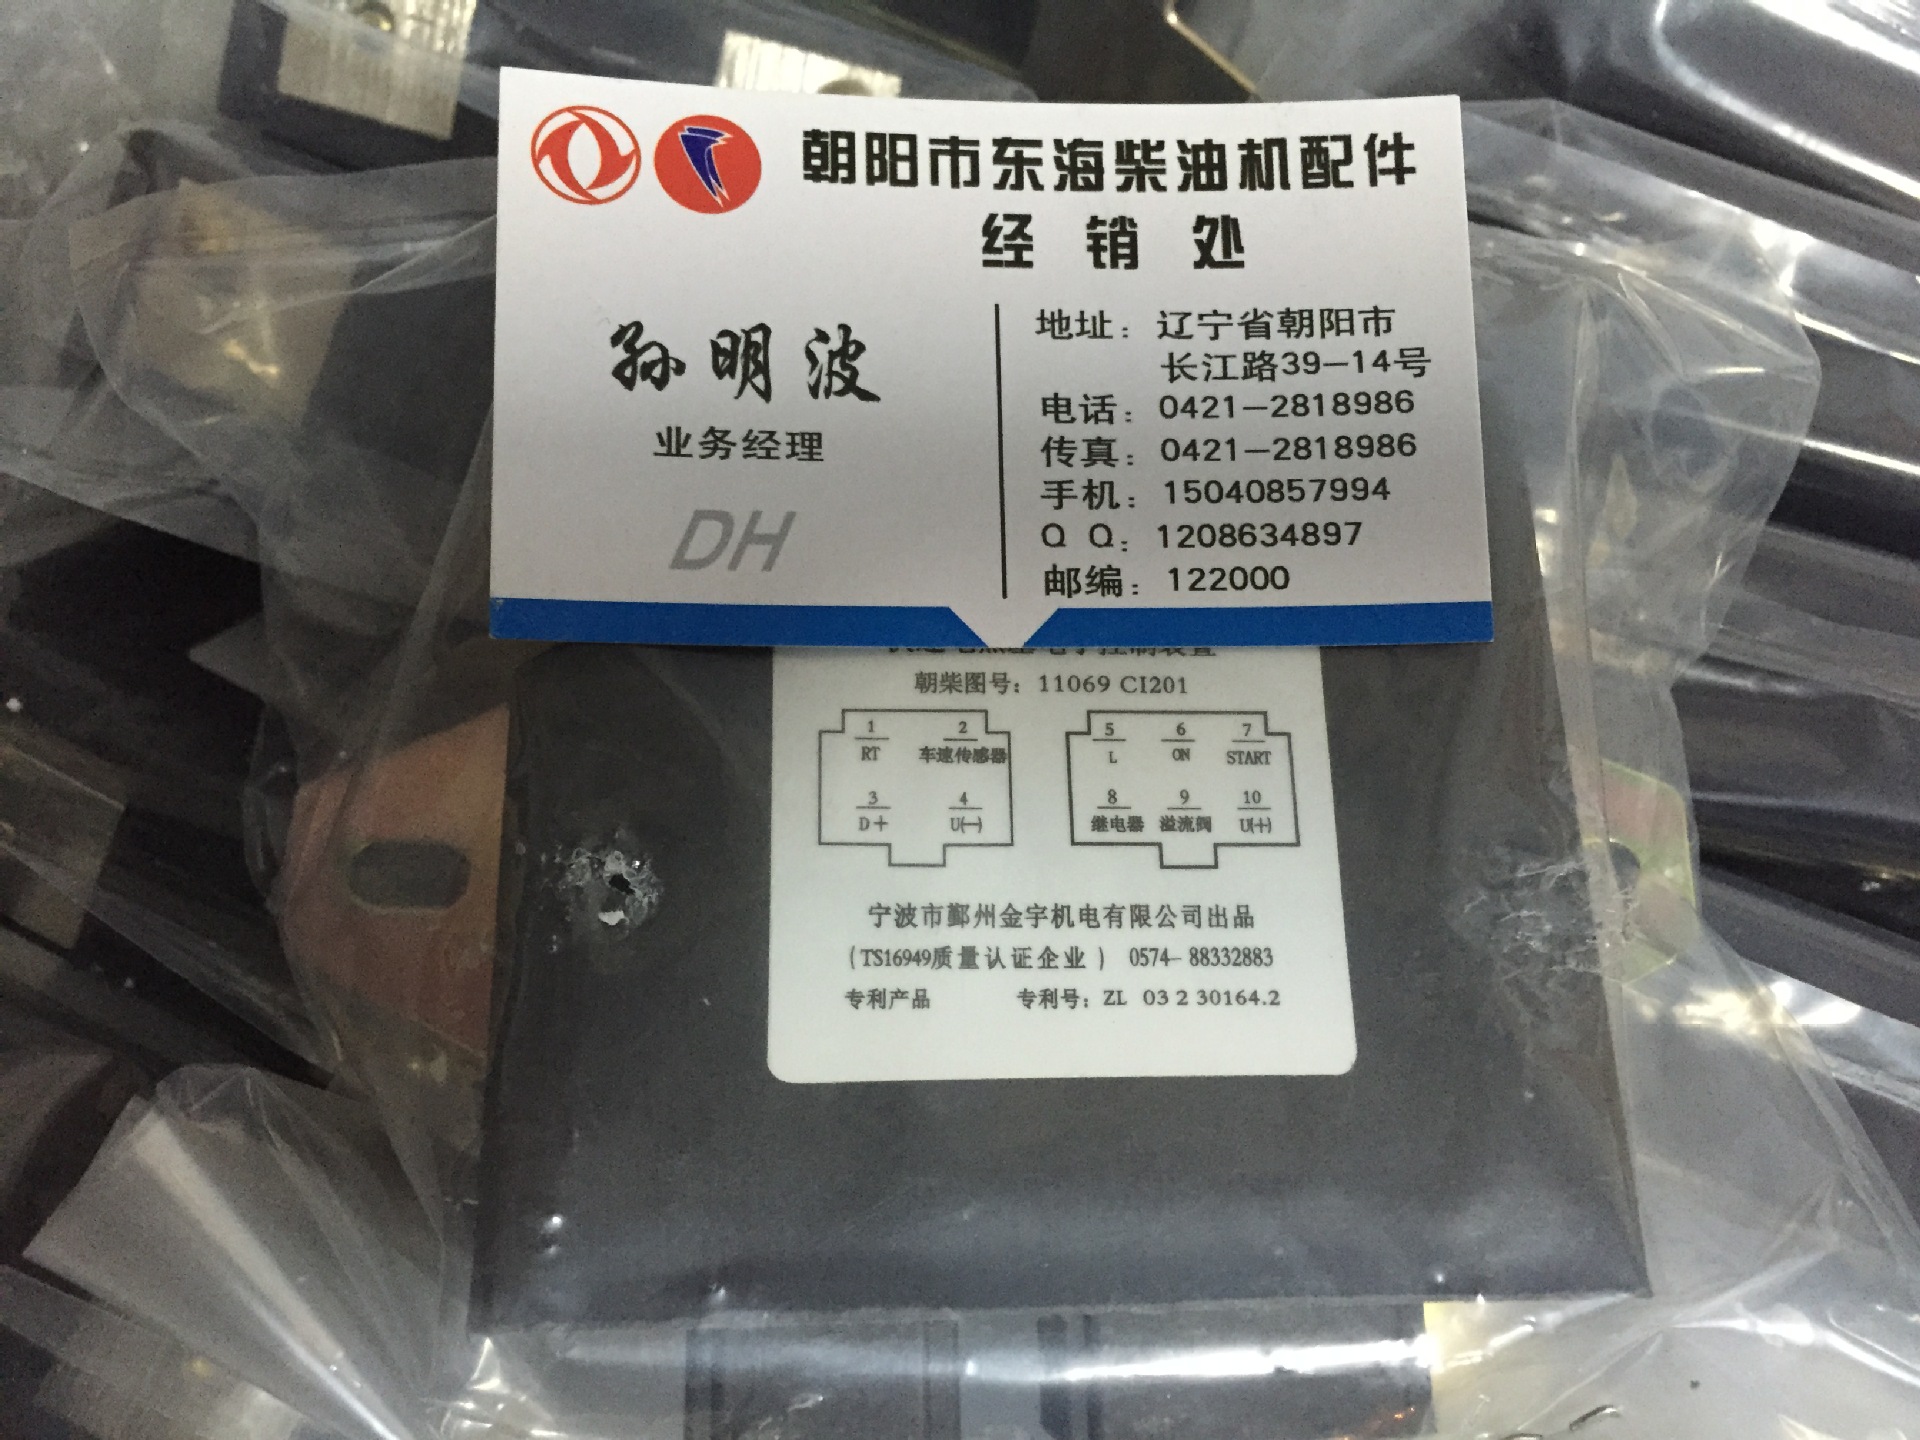 朝阳市东海柴油机配件
经销处
孙明波
业务经理
DH
地址：辽宁省朝阳市
长江路39-14号
电话：0421-2818986
传真：0421-2818986
手机：15040857994
QQ：1208634897
邮编：122000
朝柴图号：11069 CI201
1 2 5 6 7
RT 车速传感器 L ON START
3 4 8 9 10
D+ U(-) 继电器 溢流阀 U(+)
宁波市鄞州金宇机电有限公司出品
(TS16949质量认证企业) 0574-88332883
专利产品 专利号：ZL 03 2 30164.2